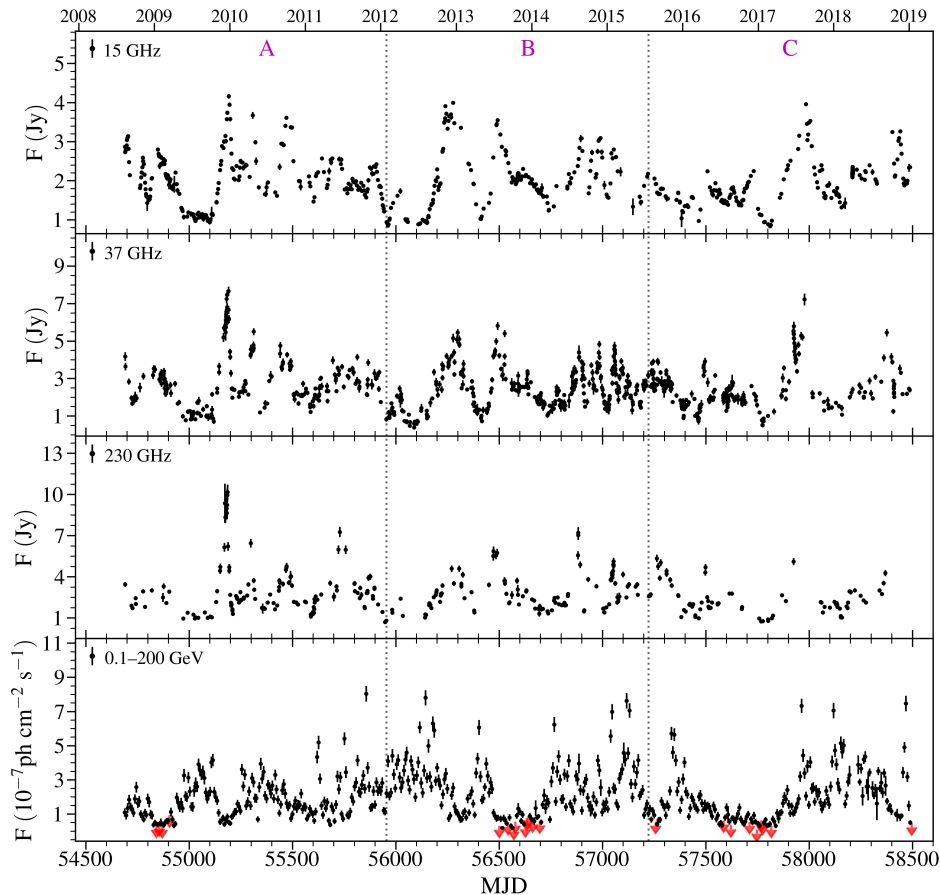 2008 2009 2010 2011 2012 2013 2014 2015 2016 2017 2018 2019
15 GHz
A B C
F (Jy)
5
4
3
2
1
37 GHz
F (Jy)
9
7
5
3
1
230 GHz
F (Jy)
13
10
7
4
1
0.1–200 GeV
F (10⁻⁷ph cm⁻² s⁻¹)
11
9
7
5
3
1
54500 55000 55500 56000 56500 57000 57500 58000 58500
MJD